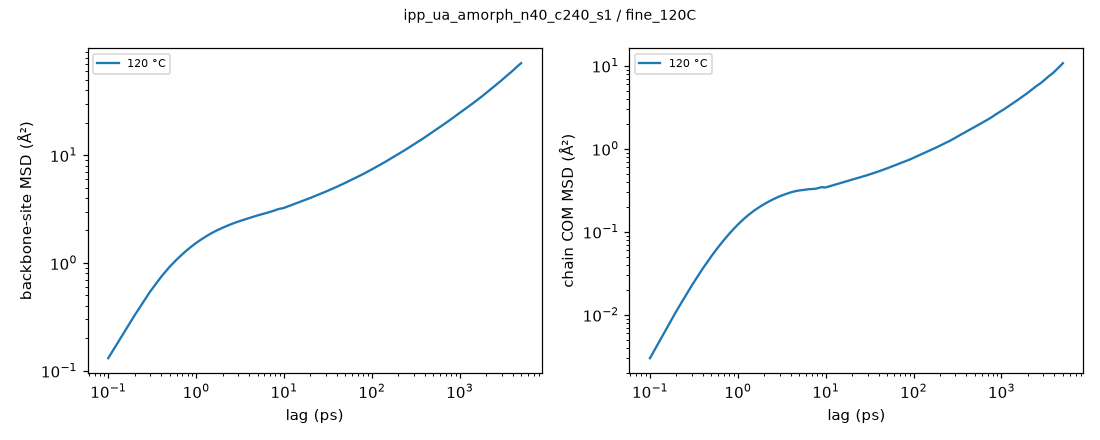 ipp_ua_amorph_n40_c240_s1 / fine_120C
120 °C
backbone-site MSD (Å²)
10¹
10⁰
10⁻¹
10⁻¹ 10⁰ 10¹ 10² 10³
lag (ps)
120 °C
chain COM MSD (Å²)
10¹
10⁰
10⁻¹
10⁻²
10⁻¹ 10⁰ 10¹ 10² 10³
lag (ps)